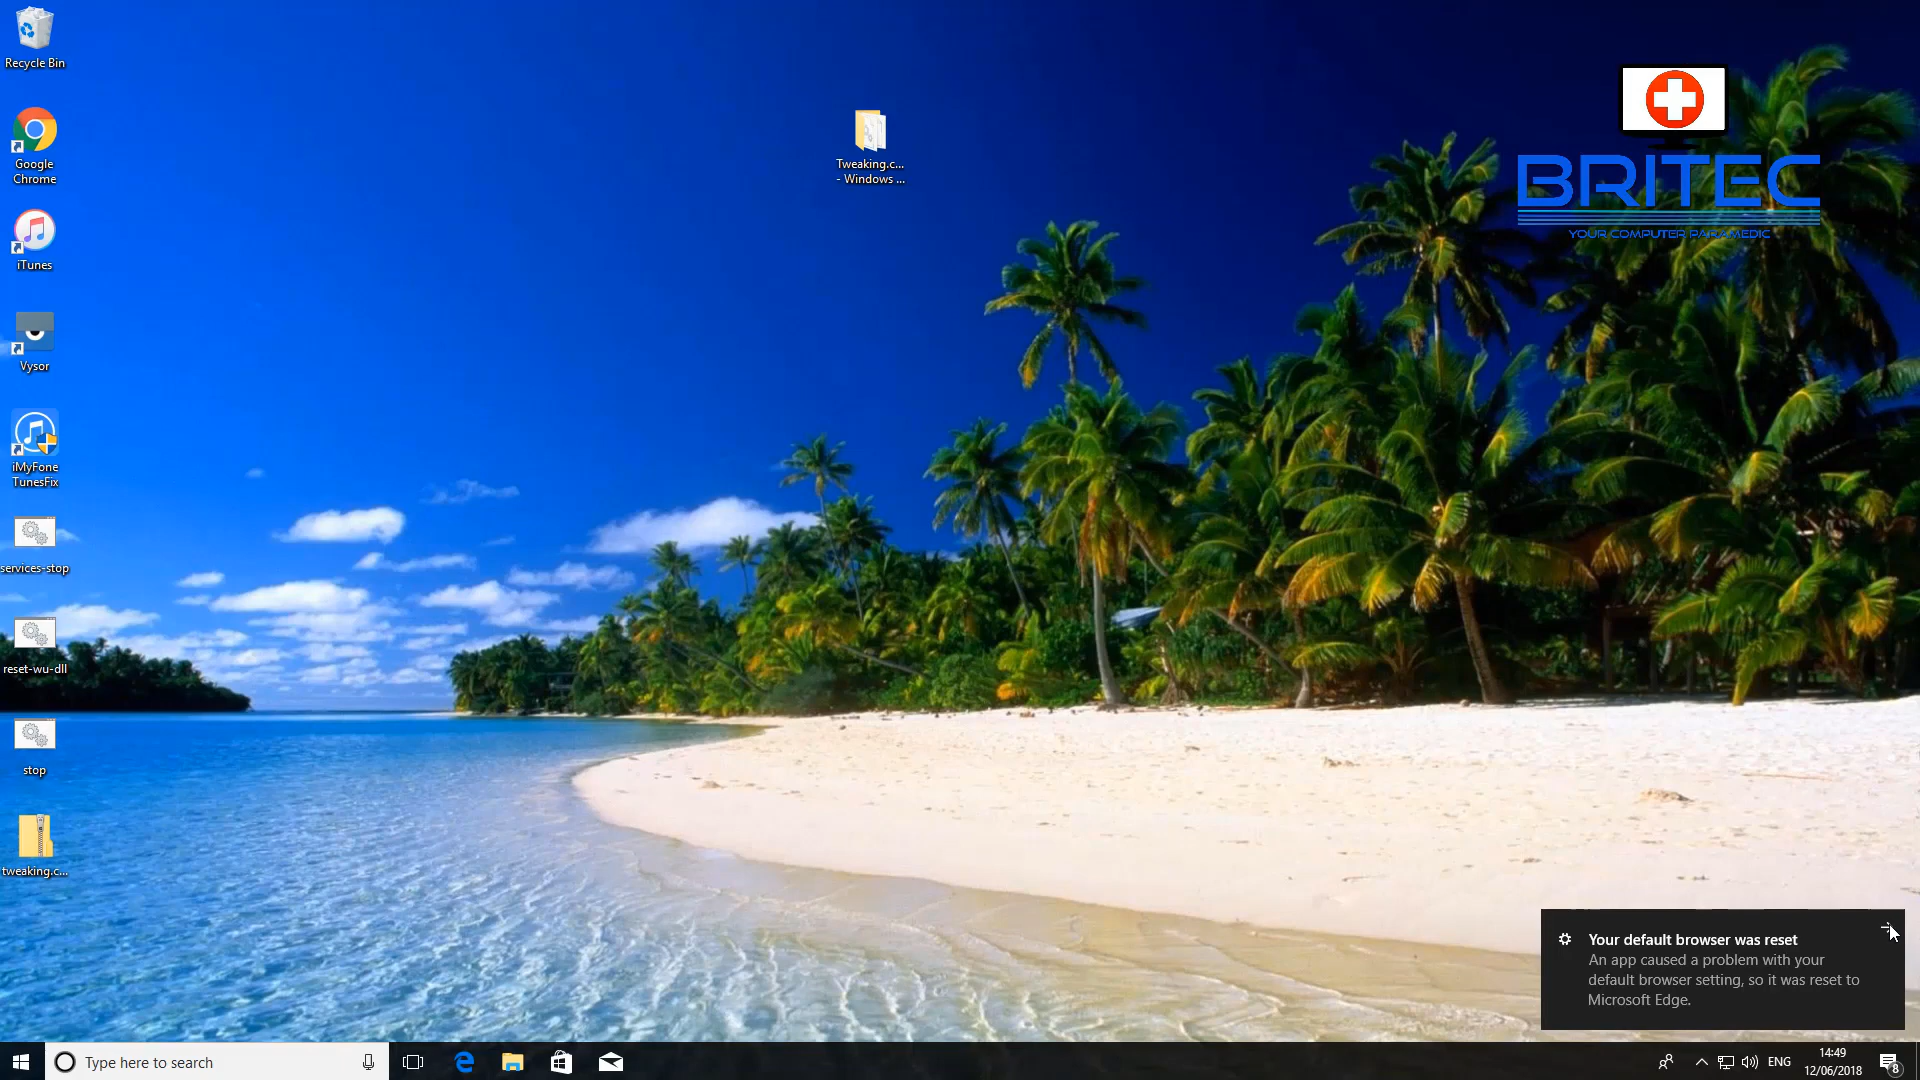 Recycle Bin
Google
Chrome
iTunes
Vysor
iMyFone
TunesFix
services-stop
reset-wu-dll
stop
tweaking.c...
Tweaking.c...
- Windows ...
BRITEC
YOUR COMPUTER PARAMEDIC
Your default browser was reset
An app caused a problem with your
default browser setting, so it was reset to
Microsoft Edge.
Type here to search
ENG
14:49
12/06/2018
8